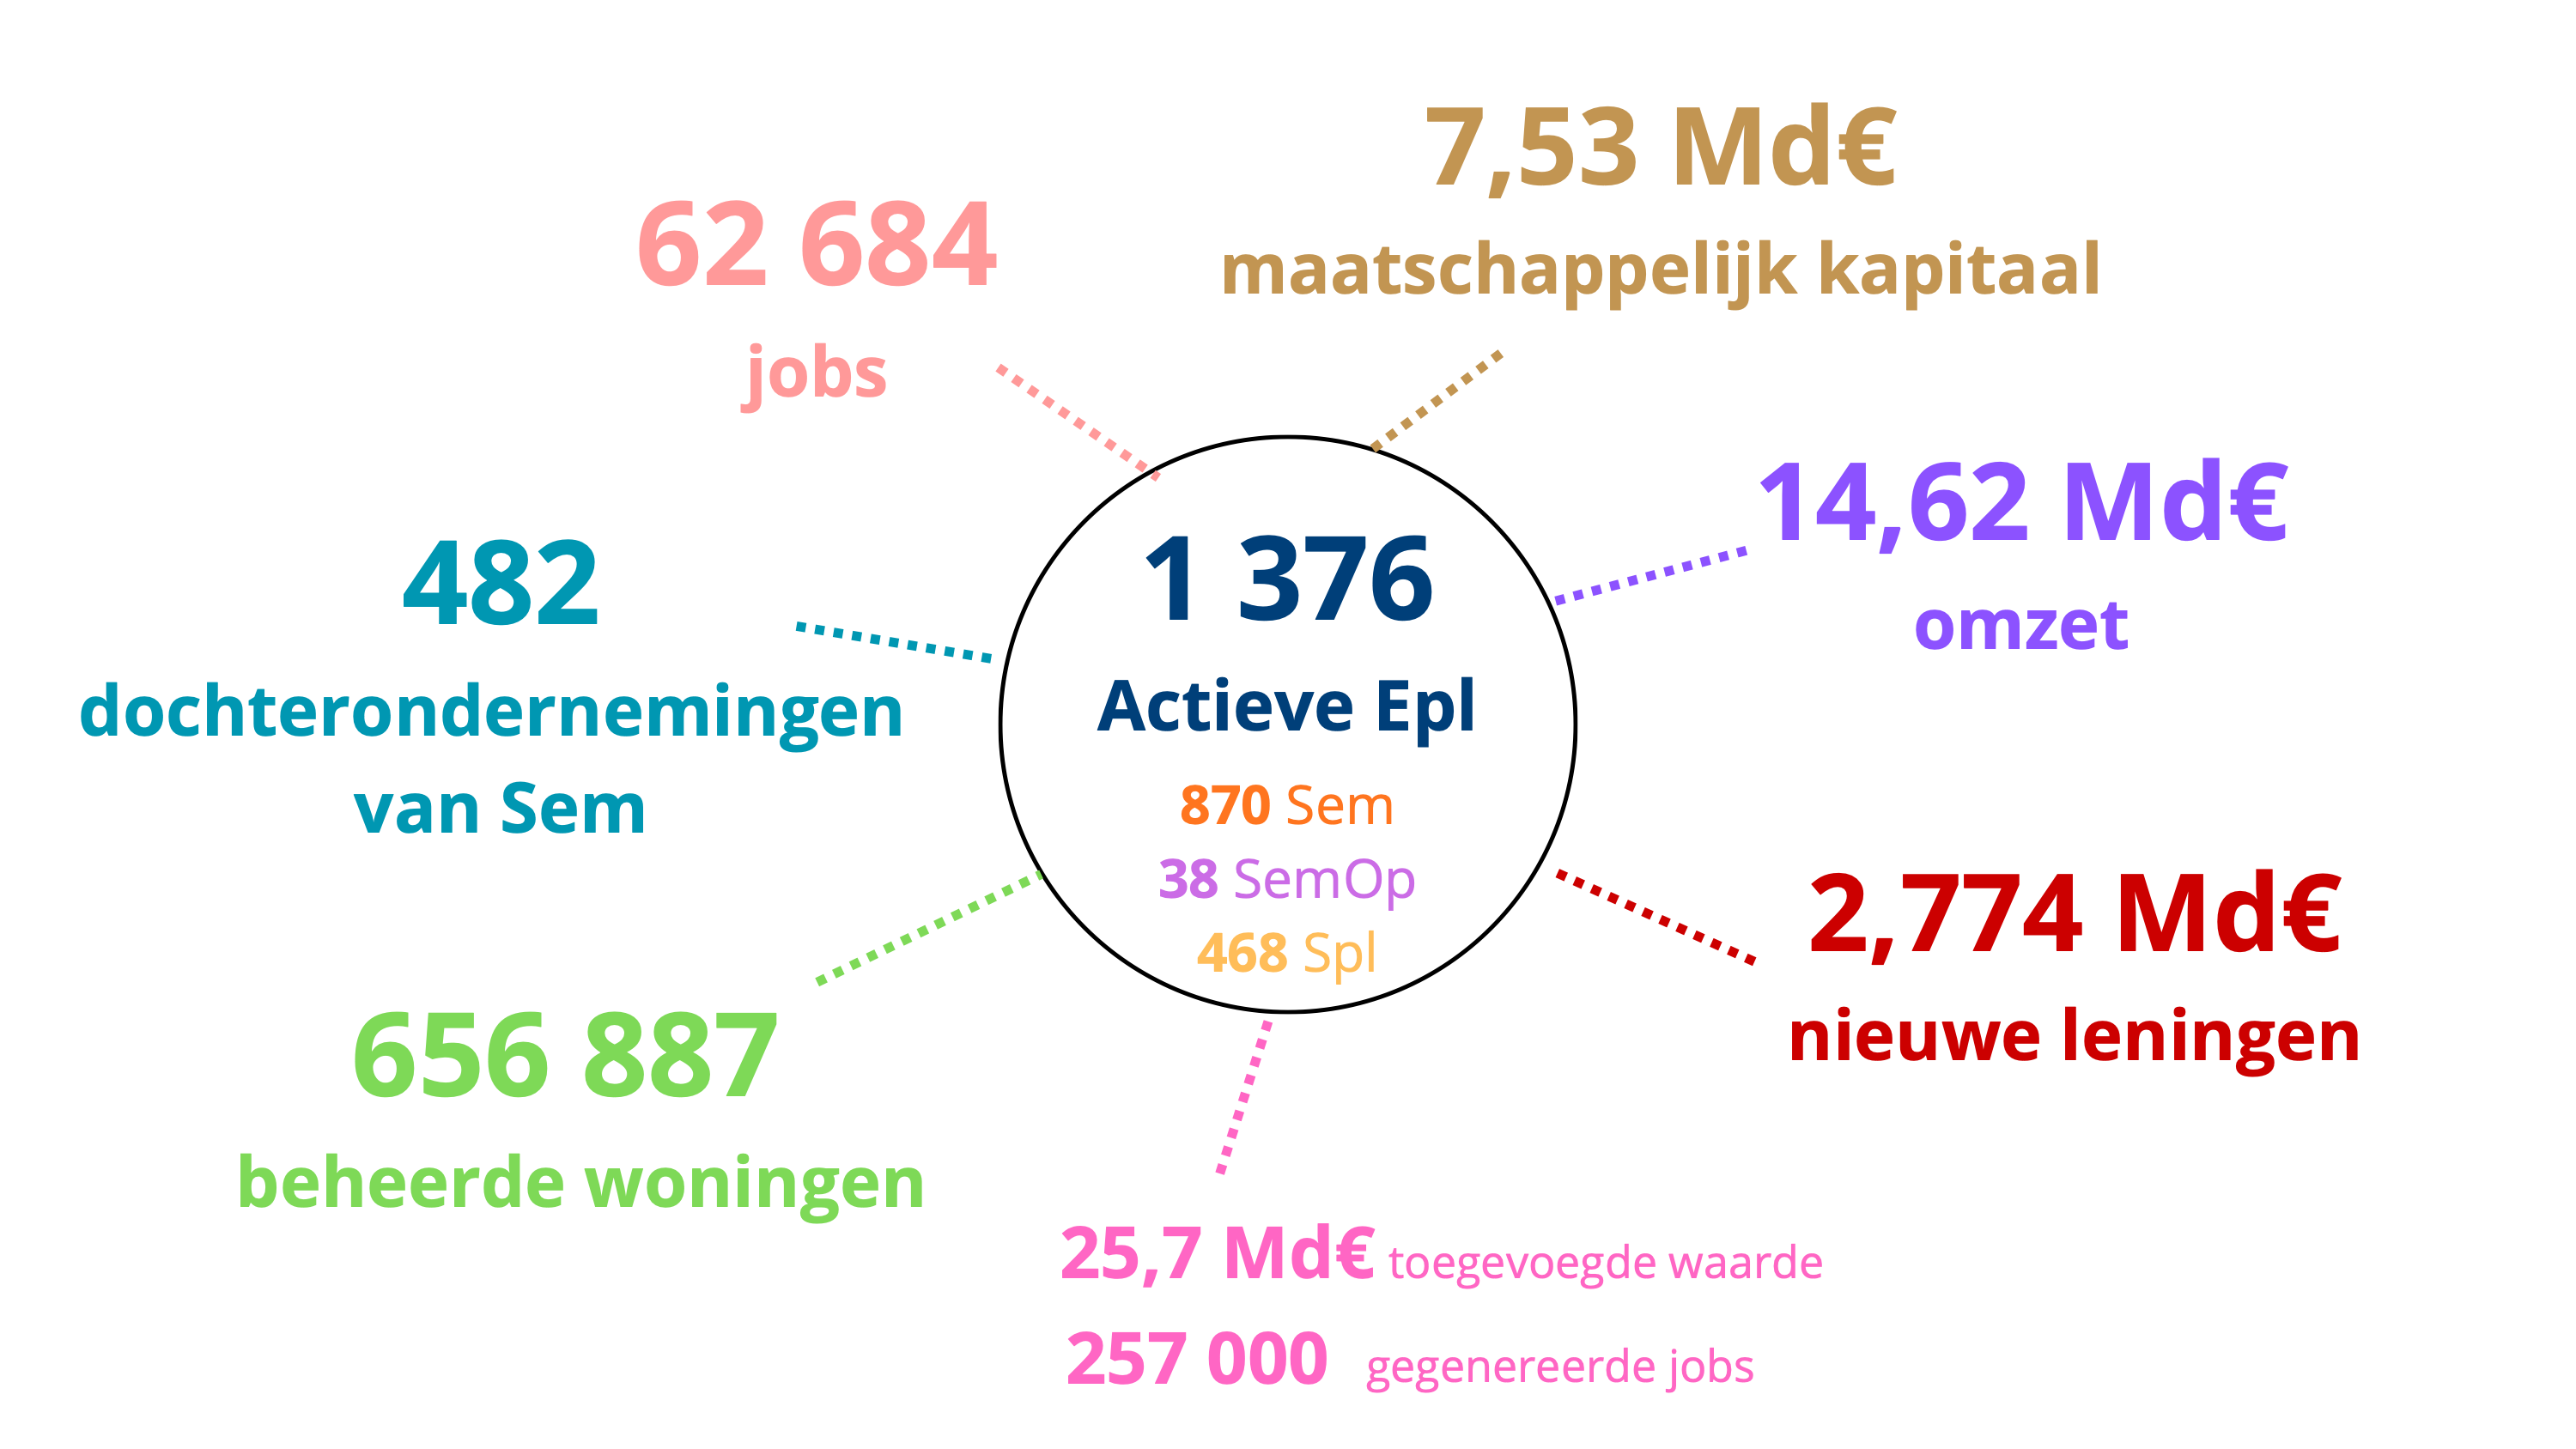 7,53 Md€
maatschappelijk kapitaal
62 684
jobs
14,62 Md€
omzet
482
dochterondernemingen
van Sem
1 376
Actieve Epl
870 Sem
38 SemOp
468 Spl
2,774 Md€
nieuwe leningen
656 887
beheerde woningen
25,7 Md€ toegevoegde waarde
257 000 gegenereerde jobs